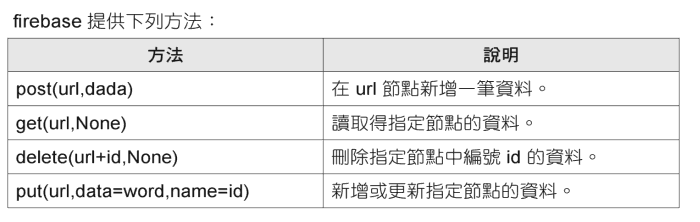 firebase 提供下列方法：
方法 說明
post(url,dada) 在 url 節點新增一筆資料。
get(url,None) 讀取得指定節點的資料。
delete(url+id,None) 刪除指定節點中編號 id 的資料。
put(url,data=word,name=id) 新增或更新指定節點的資料。